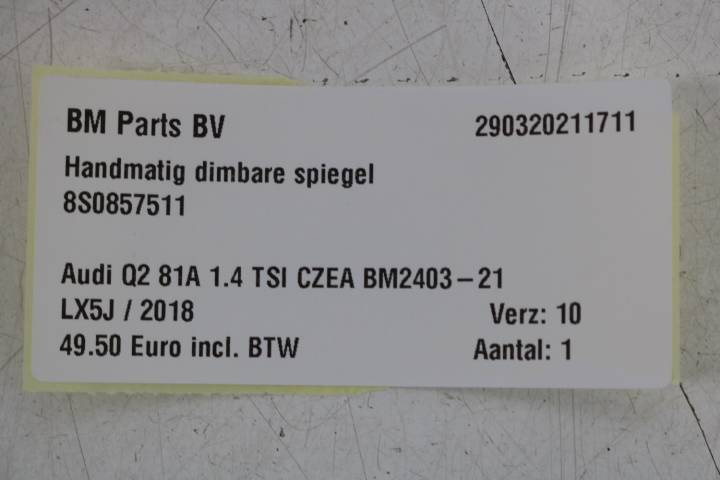 BM Parts BV 290320211711
Handmatig dimbare spiegel
8S0857511
Audi Q2 81A 1.4 TSI CZEA BM2403-21
LX5J / 2018 Verz: 10
49.50 Euro incl. BTW Aantal: 1